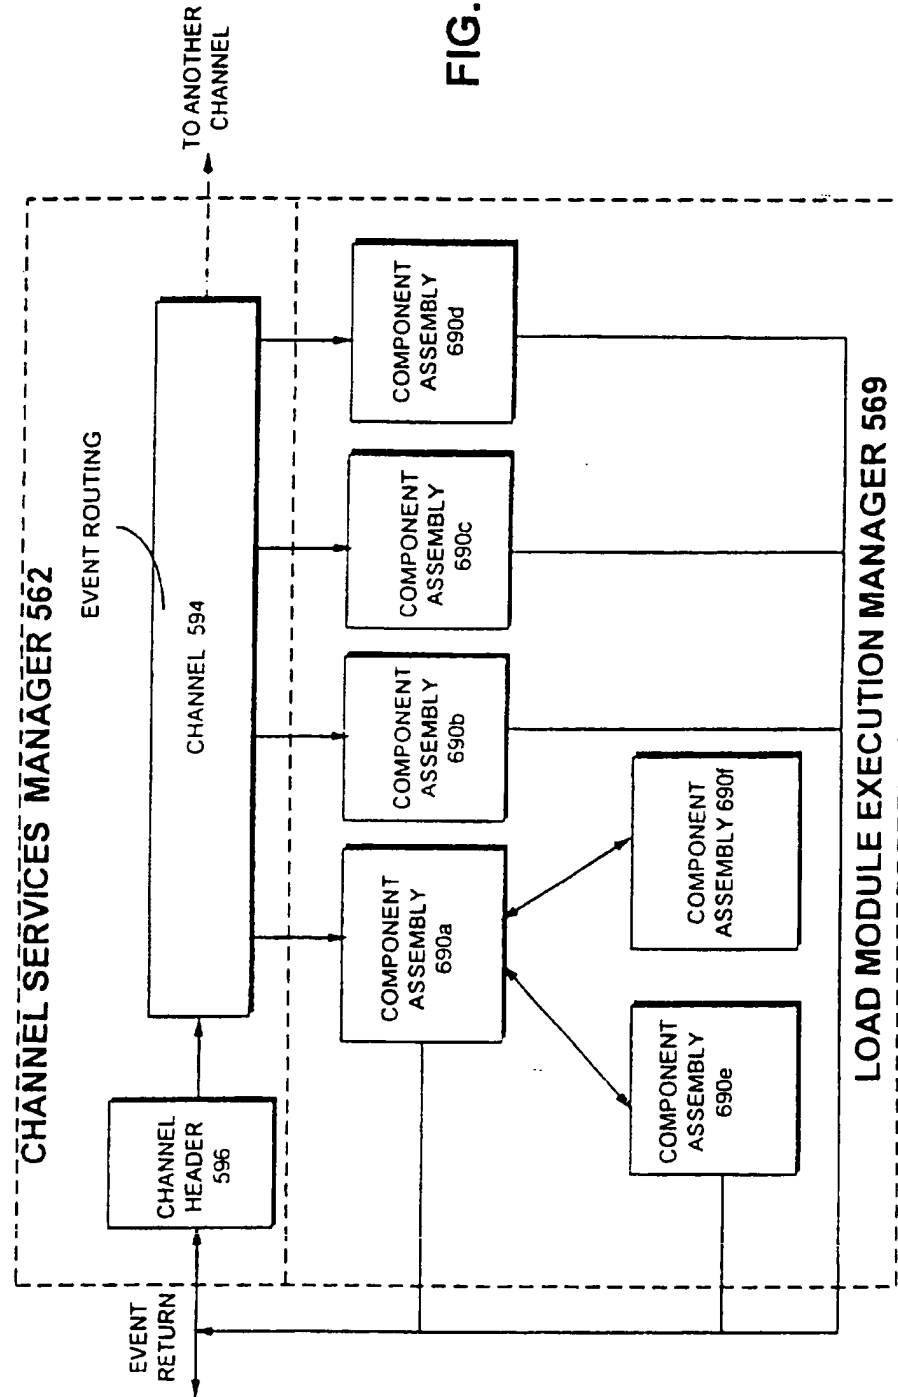 FIG.
CHANNEL SERVICES MANAGER 562
EVENT ROUTING
TO ANOTHER
CHANNEL
EVENT
RETURN
CHANNEL
HEADER
596
CHANNEL 594
COMPONENT
ASSEMBLY
690a
COMPONENT
ASSEMBLY
690b
COMPONENT
ASSEMBLY
690c
COMPONENT
ASSEMBLY
690d
COMPONENT
ASSEMBLY
690e
COMPONENT
ASSEMBLY 690f
LOAD MODULE EXECUTION MANAGER 569